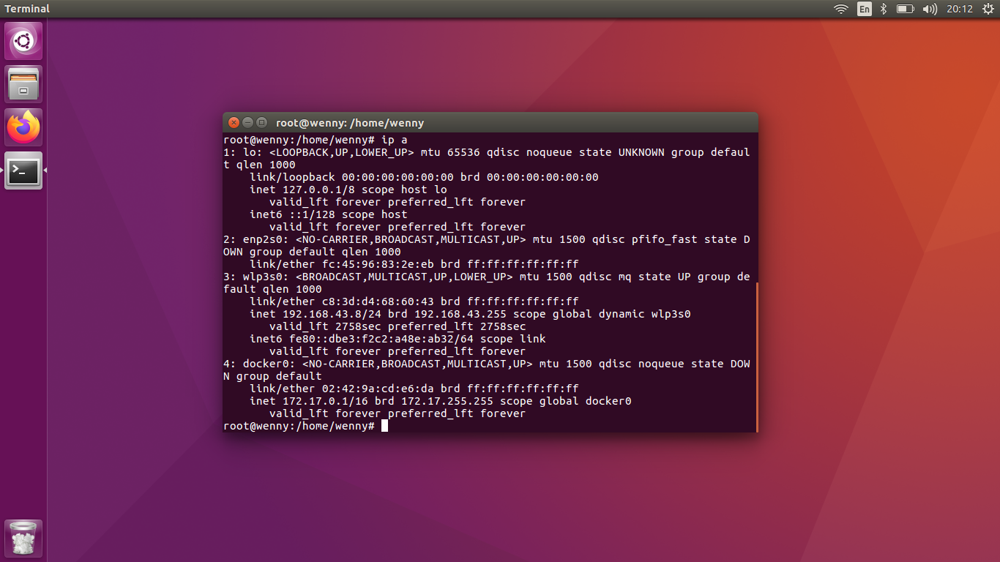 Terminal
En
20:12
root@wenny: /home/wenny
root@wenny:/home/wenny# ip a
1: lo: <LOOPBACK,UP,LOWER_UP> mtu 65536 qdisc noqueue state UNKNOWN group defaul
t qlen 1000
    link/loopback 00:00:00:00:00:00 brd 00:00:00:00:00:00
    inet 127.0.0.1/8 scope host lo
       valid_lft forever preferred_lft forever
    inet6 ::1/128 scope host
       valid_lft forever preferred_lft forever
2: enp2s0: <NO-CARRIER,BROADCAST,MULTICAST,UP> mtu 1500 qdisc pfifo_fast state D
OWN group default qlen 1000
    link/ether fc:45:96:83:2e:eb brd ff:ff:ff:ff:ff:ff
3: wlp3s0: <BROADCAST,MULTICAST,UP,LOWER_UP> mtu 1500 qdisc mq state UP group de
fault qlen 1000
    link/ether c8:3d:d4:68:60:43 brd ff:ff:ff:ff:ff:ff
    inet 192.168.43.8/24 brd 192.168.43.255 scope global dynamic wlp3s0
       valid_lft 2758sec preferred_lft 2758sec
    inet6 fe80::dbe3:f2c2:a48e:ab32/64 scope link
       valid_lft forever preferred_lft forever
4: docker0: <NO-CARRIER,BROADCAST,MULTICAST,UP> mtu 1500 qdisc noqueue state DOW
N group default
    link/ether 02:42:9a:cd:e6:da brd ff:ff:ff:ff:ff:ff
    inet 172.17.0.1/16 brd 172.17.255.255 scope global docker0
       valid_lft forever preferred_lft forever
root@wenny:/home/wenny#